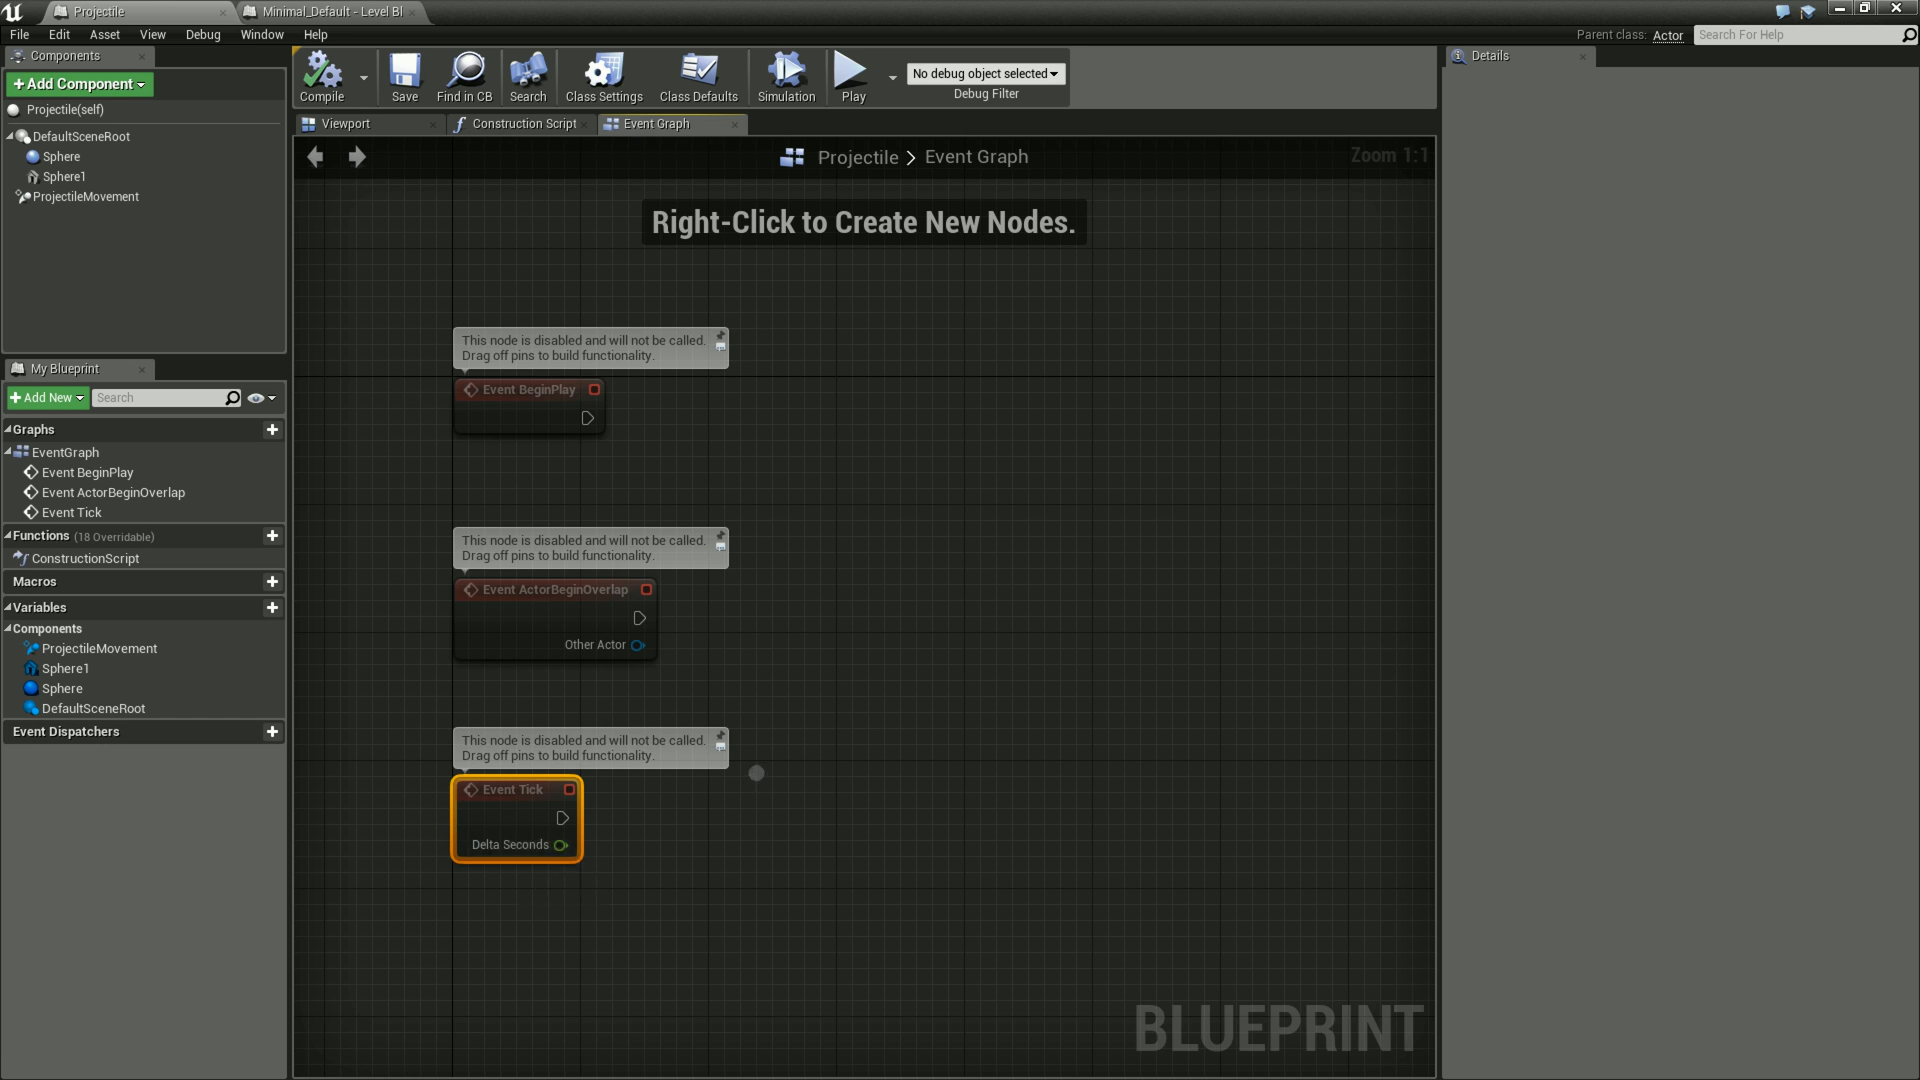 Projectile
Minimal_Default - Level Bl
File Edit Asset View Debug Window Help
Parent class: Actor
Search For Help
Components
+Add Component
Projectile(self)
DefaultSceneRoot
Sphere
Sphere1
ProjectileMovement
Compile
Save
Find in CB
Search
Class Settings
Class Defaults
Simulation
Play
No debug object selected
Debug Filter
Details
Viewport
Construction Script
Event Graph
Projectile > Event Graph
Zoom 1:1
Right-Click to Create New Nodes.
This node is disabled and will not be called.
Drag off pins to build functionality.
Event BeginPlay
This node is disabled and will not be called.
Drag off pins to build functionality.
Event ActorBeginOverlap
Other Actor
This node is disabled and will not be called.
Drag off pins to build functionality.
Event Tick
Delta Seconds
BLUEPRINT
My Blueprint
+Add New
Search
Graphs
EventGraph
Event BeginPlay
Event ActorBeginOverlap
Event Tick
Functions (18 Overridable)
ConstructionScript
Macros
Variables
Components
ProjectileMovement
Sphere1
Sphere
DefaultSceneRoot
Event Dispatchers